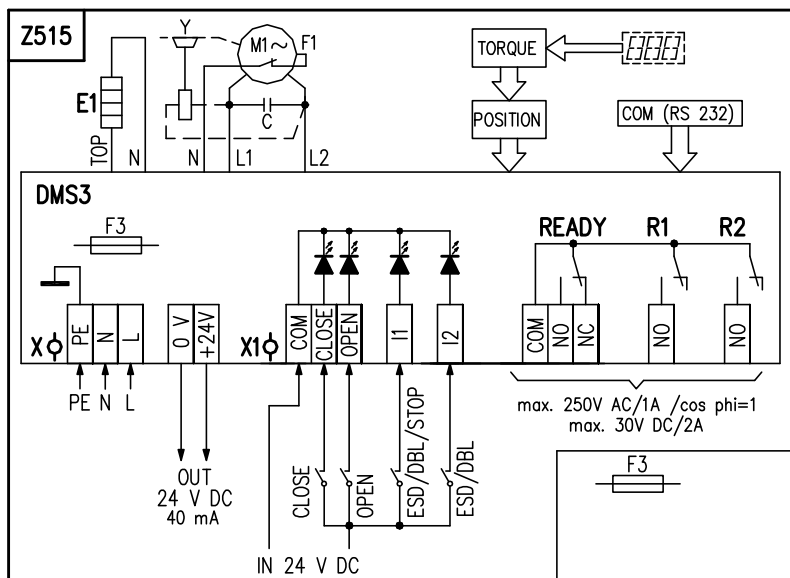 Z515
Y
M1 ~
F1
E1
C
TOP
N
N
L1
L2
TORQUE
POSITION
COM (RS 232)
DMS3
F3
READY
R1
R2
X
PE
N
L
0 V
+24V
X1
COM
CLOSE
OPEN
I1
I2
COM
NO
NC
NO
NO
PE N L
OUT
24 V DC
40 mA
CLOSE
OPEN
ESD/DBL/STOP
ESD/DBL
IN 24 V DC
max. 250V AC/1A /cos phi=1
max. 30V DC/2A
F3